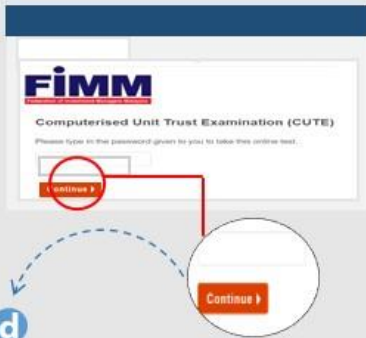 FiMM
Federation of Investment Managers Malaysia
Computerised Unit Trust Examination (CUTE)
Please type in the password given to you to take this online test.
Continue
Continue
d